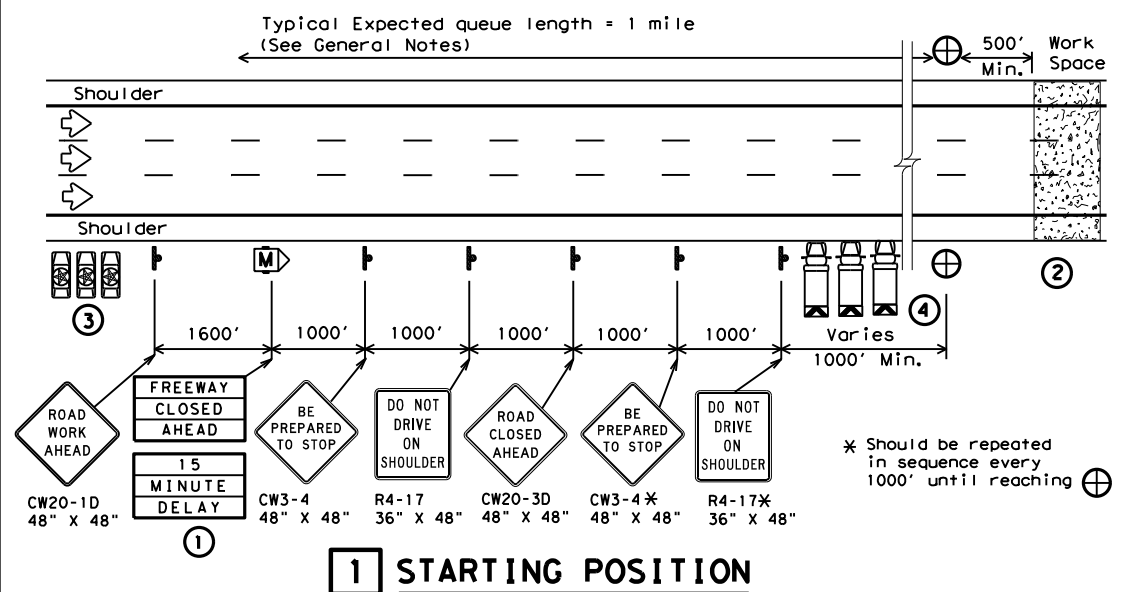 Typical Expected queue length = 1 mile
(See General Notes)
500' Work
Min. Space
Shoulder
Shoulder
M
3
2
4
1600' 1000' 1000' 1000' 1000' 1000' Varies
1000' Min.
ROAD
WORK
AHEAD
CW20-1D
48" X 48"
FREEWAY
CLOSED
AHEAD
15
MINUTE
DELAY
1
BE
PREPARED
TO STOP
CW3-4
48" X 48"
DO NOT
DRIVE
ON
SHOULDER
R4-17
36" X 48"
ROAD
CLOSED
AHEAD
CW20-3D
48" X 48"
BE
PREPARED
TO STOP
CW3-4*
48" X 48"
DO NOT
DRIVE
ON
SHOULDER
R4-17*
36" X 48"
* Should be repeated
in sequence every
1000' until reaching
1 STARTING POSITION